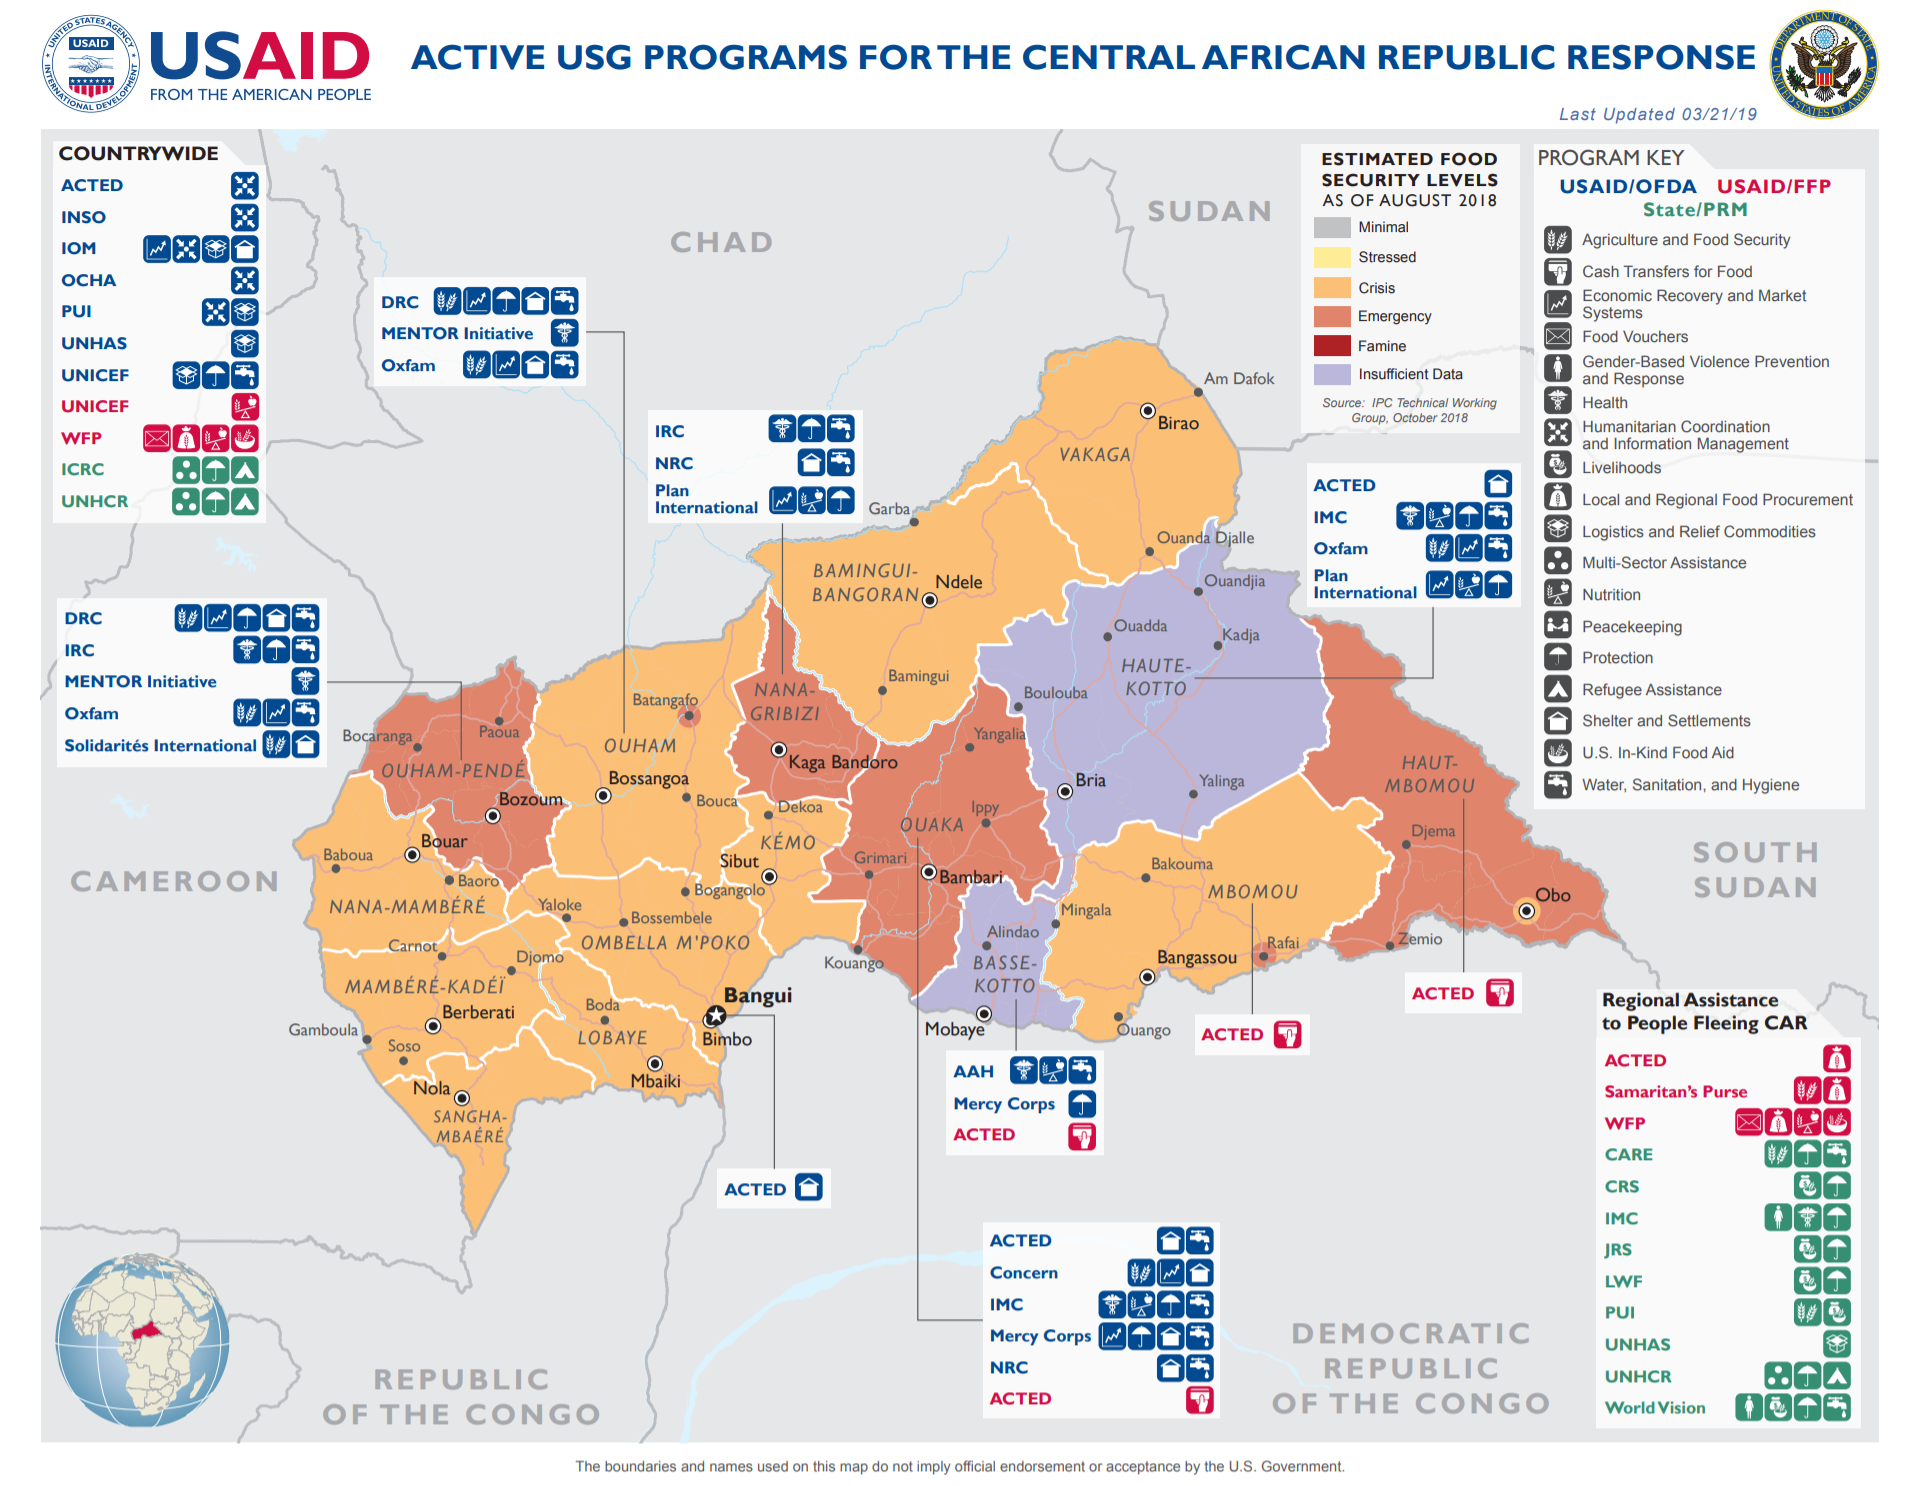 UNITED STATES AGENCY
USAID
INTERNATIONAL DEVELOPMENT
USAID
FROM THE AMERICAN PEOPLE
ACTIVE USG PROGRAMS FOR THE CENTRAL AFRICAN REPUBLIC RESPONSE
DEPARTMENT OF STATE
UNITED STATES OF AMERICA
Last Updated 03/21/19
COUNTRYWIDE
ACTED
INSO
IOM
OCHA
PUI
UNHAS
UNICEF
UNICEF
WFP
ICRC
UNHCR
DRC
MENTOR Initiative
Oxfam
IRC
NRC
Plan
International
DRC
IRC
MENTOR Initiative
Oxfam
Solidarités International
ESTIMATED FOOD
SECURITY LEVELS
AS OF AUGUST 2018
Minimal
Stressed
Crisis
Emergency
Famine
Insufficient Data
Source: IPC Technical Working
Group, October 2018
PROGRAM KEY
USAID/OFDA USAID/FFP
State/PRM
Agriculture and Food Security
Cash Transfers for Food
Economic Recovery and Market
Systems
Food Vouchers
Gender-Based Violence Prevention
and Response
Health
Humanitarian Coordination
and Information Management
Livelihoods
Local and Regional Food Procurement
Logistics and Relief Commodities
Multi-Sector Assistance
Nutrition
Peacekeeping
Protection
Refugee Assistance
Shelter and Settlements
U.S. In-Kind Food Aid
Water, Sanitation, and Hygiene
ACTED
IMC
Oxfam
Plan
International
CHAD
SUDAN
Am Dafok
Birao
VAKAGA
Garba
Ouanda Djalle
BAMINGUI-
BANGORAN
Ndele
Ouandjia
Ouadda
Kadja
HAUTE-
KOTTO
Bamingui
Boulouba
NANA-
GRIBIZI
Batangafo
Yangalia
Bocaranga
Paoua
OUHAM
Kaga Bandoro
OUHAM-PENDÉ
Bossangoa
Bria
Yalinga
HAUT-
MBOMOU
Bozoum
Bouca
Dekoa
Ippy
OUAKA
Djema
Bouar
KÉMO
Baboua
Sibut
Grimari
Bakouma
SOUTH
SUDAN
CAMEROON
Baoro
Bogangolo
Bambari
MBOMOU
Obo
NANA-MAMBÉRÉ
Yaloke
Bossembele
Mingala
Carnot
OMBELLA M'POKO
Alindao
Rafai
Zemio
Djomo
Kouango
BASSE-
KOTTO
Bangassou
MAMBÉRÉ-KADÉÏ
Bangui
Berberati
Boda
Gamboula
Soso
LOBAYE
Bimbo
Mobaye
Ouango
Nola
Mbaiki
SANGHA-
MBAÉRÉ
ACTED
ACTED
AAH
Mercy Corps
ACTED
ACTED
ACTED
Concern
IMC
Mercy Corps
NRC
ACTED
Regional Assistance
to People Fleeing CAR
ACTED
Samaritan's Purse
WFP
CARE
CRS
IMC
JRS
LWF
PUI
UNHAS
UNHCR
World Vision
REPUBLIC
OF THE CONGO
DEMOCRATIC
REPUBLIC
OF THE CONGO
The boundaries and names used on this map do not imply official endorsement or acceptance by the U.S. Government.